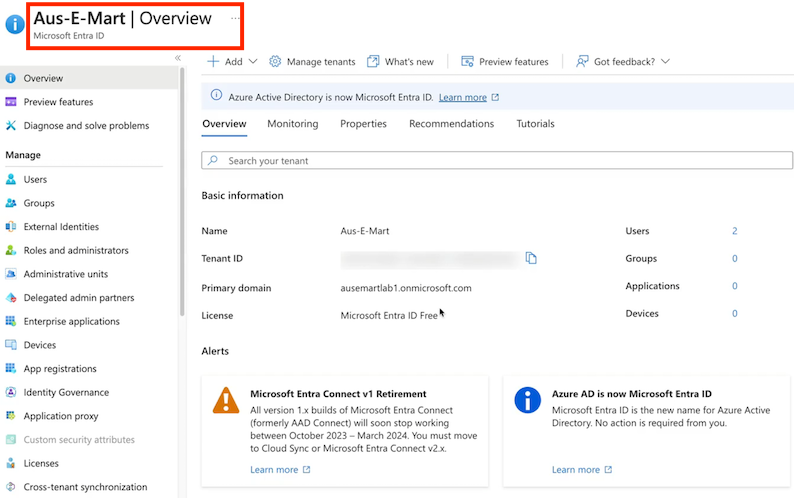 Aus-E-Mart | Overview ...
Microsoft Entra ID
«
Overview
Preview features
Diagnose and solve problems
Manage
Users
Groups
External Identities
Roles and administrators
Administrative units
Delegated admin partners
Enterprise applications
Devices
App registrations
Identity Governance
Application proxy
Custom security attributes
Licenses
Cross-tenant synchronization
Add Manage tenants What's new Preview features Got feedback?
Azure Active Directory is now Microsoft Entra ID. Learn more
Overview Monitoring Properties Recommendations Tutorials
Search your tenant
Basic information
Name Aus-E-Mart Users 2
Tenant ID Groups 0
Primary domain ausemartlab1.onmicrosoft.com Applications 0
License Microsoft Entra ID Free Devices 0
Alerts
Microsoft Entra Connect v1 Retirement
All version 1.x builds of Microsoft Entra Connect
(formerly AAD Connect) will soon stop working
between October 2023 – March 2024. You must move
to Cloud Sync or Microsoft Entra Connect v2.x.
Learn more
Azure AD is now Microsoft Entra ID
Microsoft Entra ID is the new name for Azure Active
Directory. No action is required from you.
Learn more